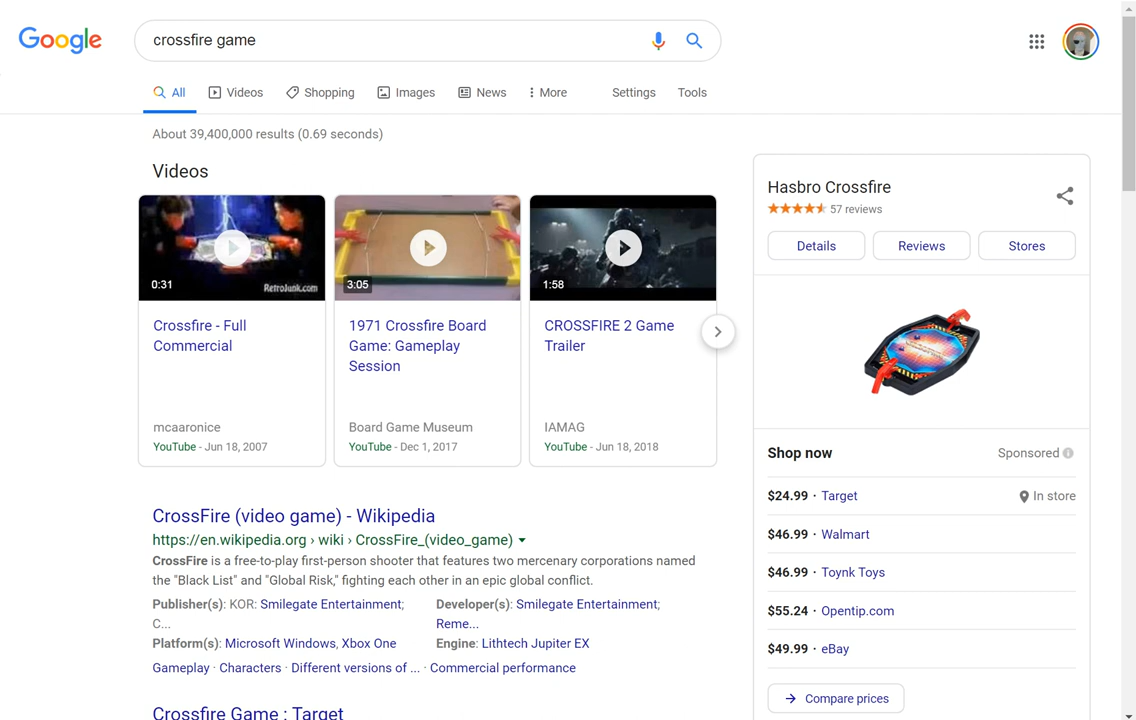 Google
crossfire game
All
Videos
Shopping
Images
News
More
Settings
Tools
About 39,400,000 results (0.69 seconds)
Videos
0:31
RetroJunk.com
Crossfire - Full
Commercial
mcaaronice
YouTube - Jun 18, 2007
3:05
1971 Crossfire Board
Game: Gameplay
Session
Board Game Museum
YouTube - Dec 1, 2017
1:58
CROSSFIRE 2 Game
Trailer
IAMAG
YouTube - Jun 18, 2018
CrossFire (video game) - Wikipedia
https://en.wikipedia.org › wiki › CrossFire_(video_game)
CrossFire is a free-to-play first-person shooter that features two mercenary corporations named
the "Black List" and "Global Risk," fighting each other in an epic global conflict.
Publisher(s): KOR: Smilegate Entertainment;
C...
Developer(s): Smilegate Entertainment;
Reme...
Platform(s): Microsoft Windows, Xbox One
Engine: Lithtech Jupiter EX
Gameplay · Characters · Different versions of ... · Commercial performance
Crossfire Game : Target
Hasbro Crossfire
57 reviews
Details
Reviews
Stores
Shop now
Sponsored
$24.99 · Target
In store
$46.99 · Walmart
$46.99 · Toynk Toys
$55.24 · Opentip.com
$49.99 · eBay
Compare prices